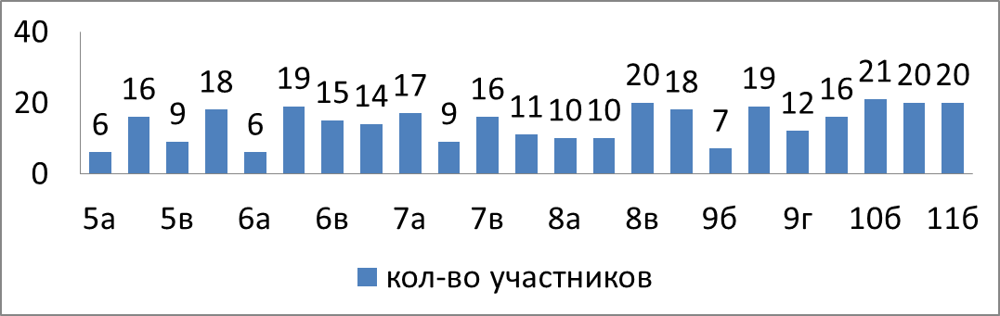 40
20
0
6 16 9 18 6 19 15 14 17 9 16 11 10 10 20 18 7 19 12 16 21 20 20
5а 5в 6а 6в 7а 7в 8а 8в 9б 9г 10б 11б
кол-во участников